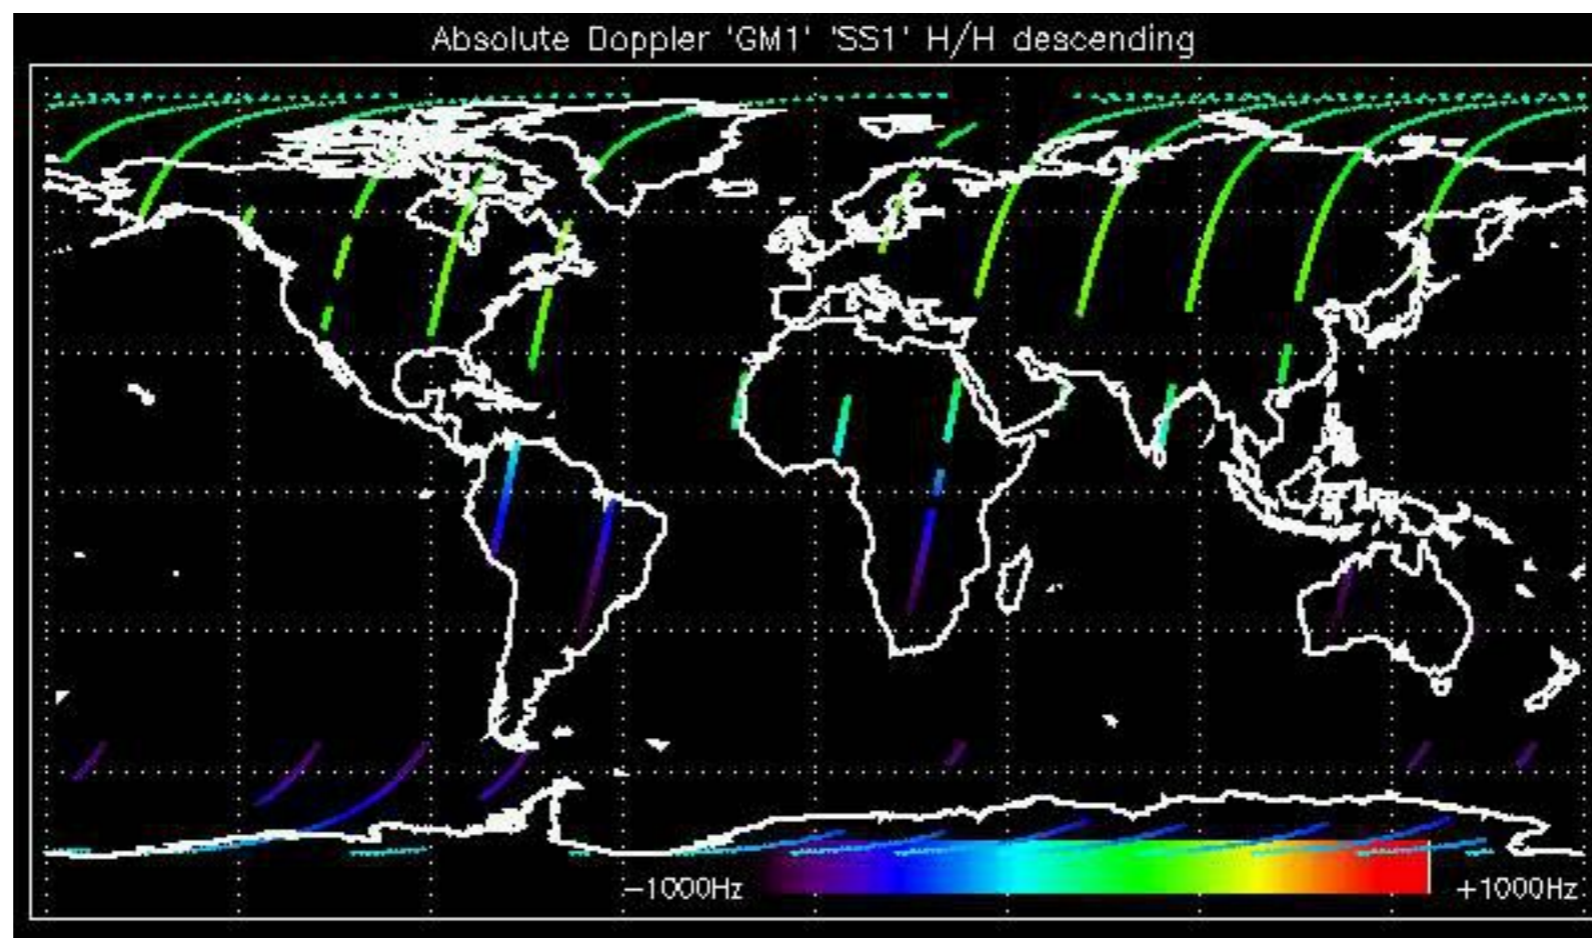 Absolute Doppler 'GM1' 'SS1' H/H descending
−1000Hz
+1000Hz